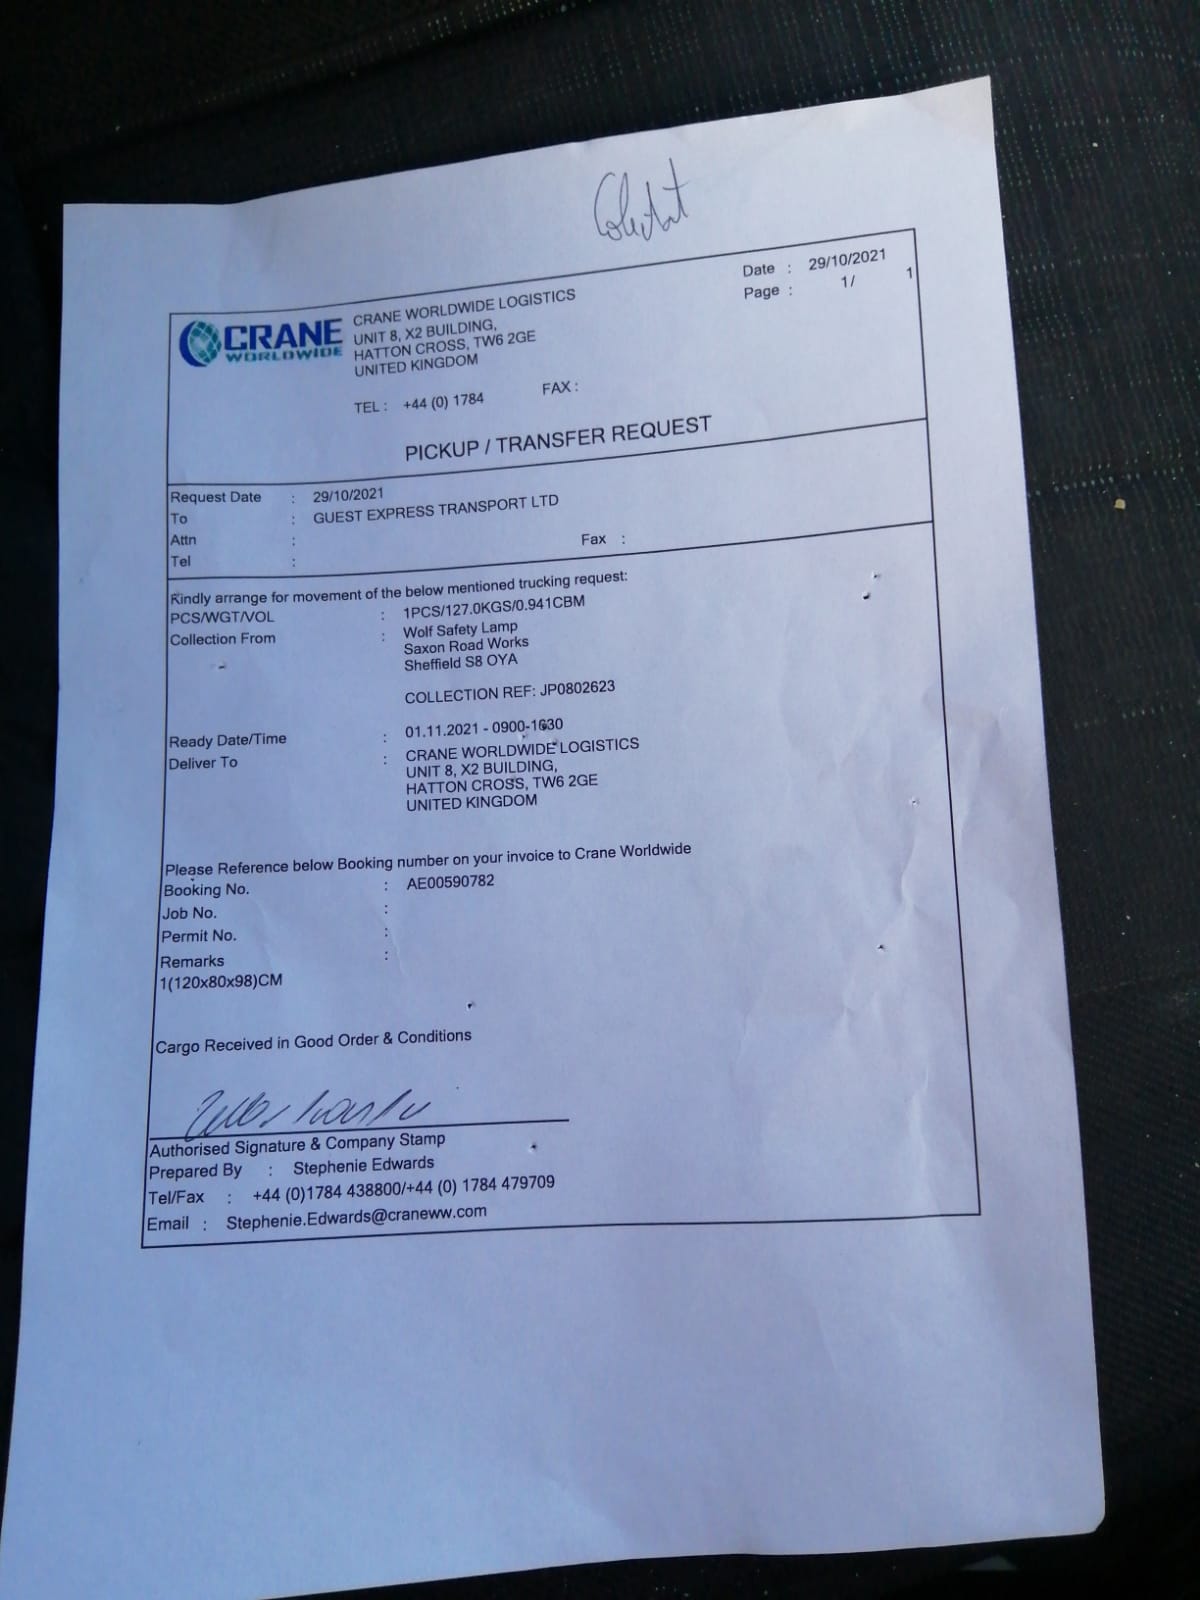 Date : 29/10/2021
Page : 1/ 1
CRANE
WORLDWIDE
CRANE WORLDWIDE LOGISTICS
UNIT 8, X2 BUILDING,
HATTON CROSS, TW6 2GE
UNITED KINGDOM
TEL : +44 (0) 1784 FAX :
PICKUP / TRANSFER REQUEST
Request Date : 29/10/2021
To : GUEST EXPRESS TRANSPORT LTD
Attn :
Tel : Fax :
Kindly arrange for movement of the below mentioned trucking request:
PCS/WGT/VOL : 1PCS/127.0KGS/0.941CBM
Collection From : Wolf Safety Lamp
Saxon Road Works
Sheffield S8 OYA
COLLECTION REF: JP0802623
Ready Date/Time : 01.11.2021 - 0900-1630
Deliver To : CRANE WORLDWIDE LOGISTICS
UNIT 8, X2 BUILDING,
HATTON CROSS, TW6 2GE
UNITED KINGDOM
Please Reference below Booking number on your invoice to Crane Worldwide
Booking No. : AE00590782
Job No. :
Permit No. :
Remarks :
1(120x80x98)CM
Cargo Received in Good Order & Conditions
Authorised Signature & Company Stamp
Prepared By : Stephenie Edwards
Tel/Fax : +44 (0)1784 438800/+44 (0) 1784 479709
Email : Stephenie.Edwards@craneww.com